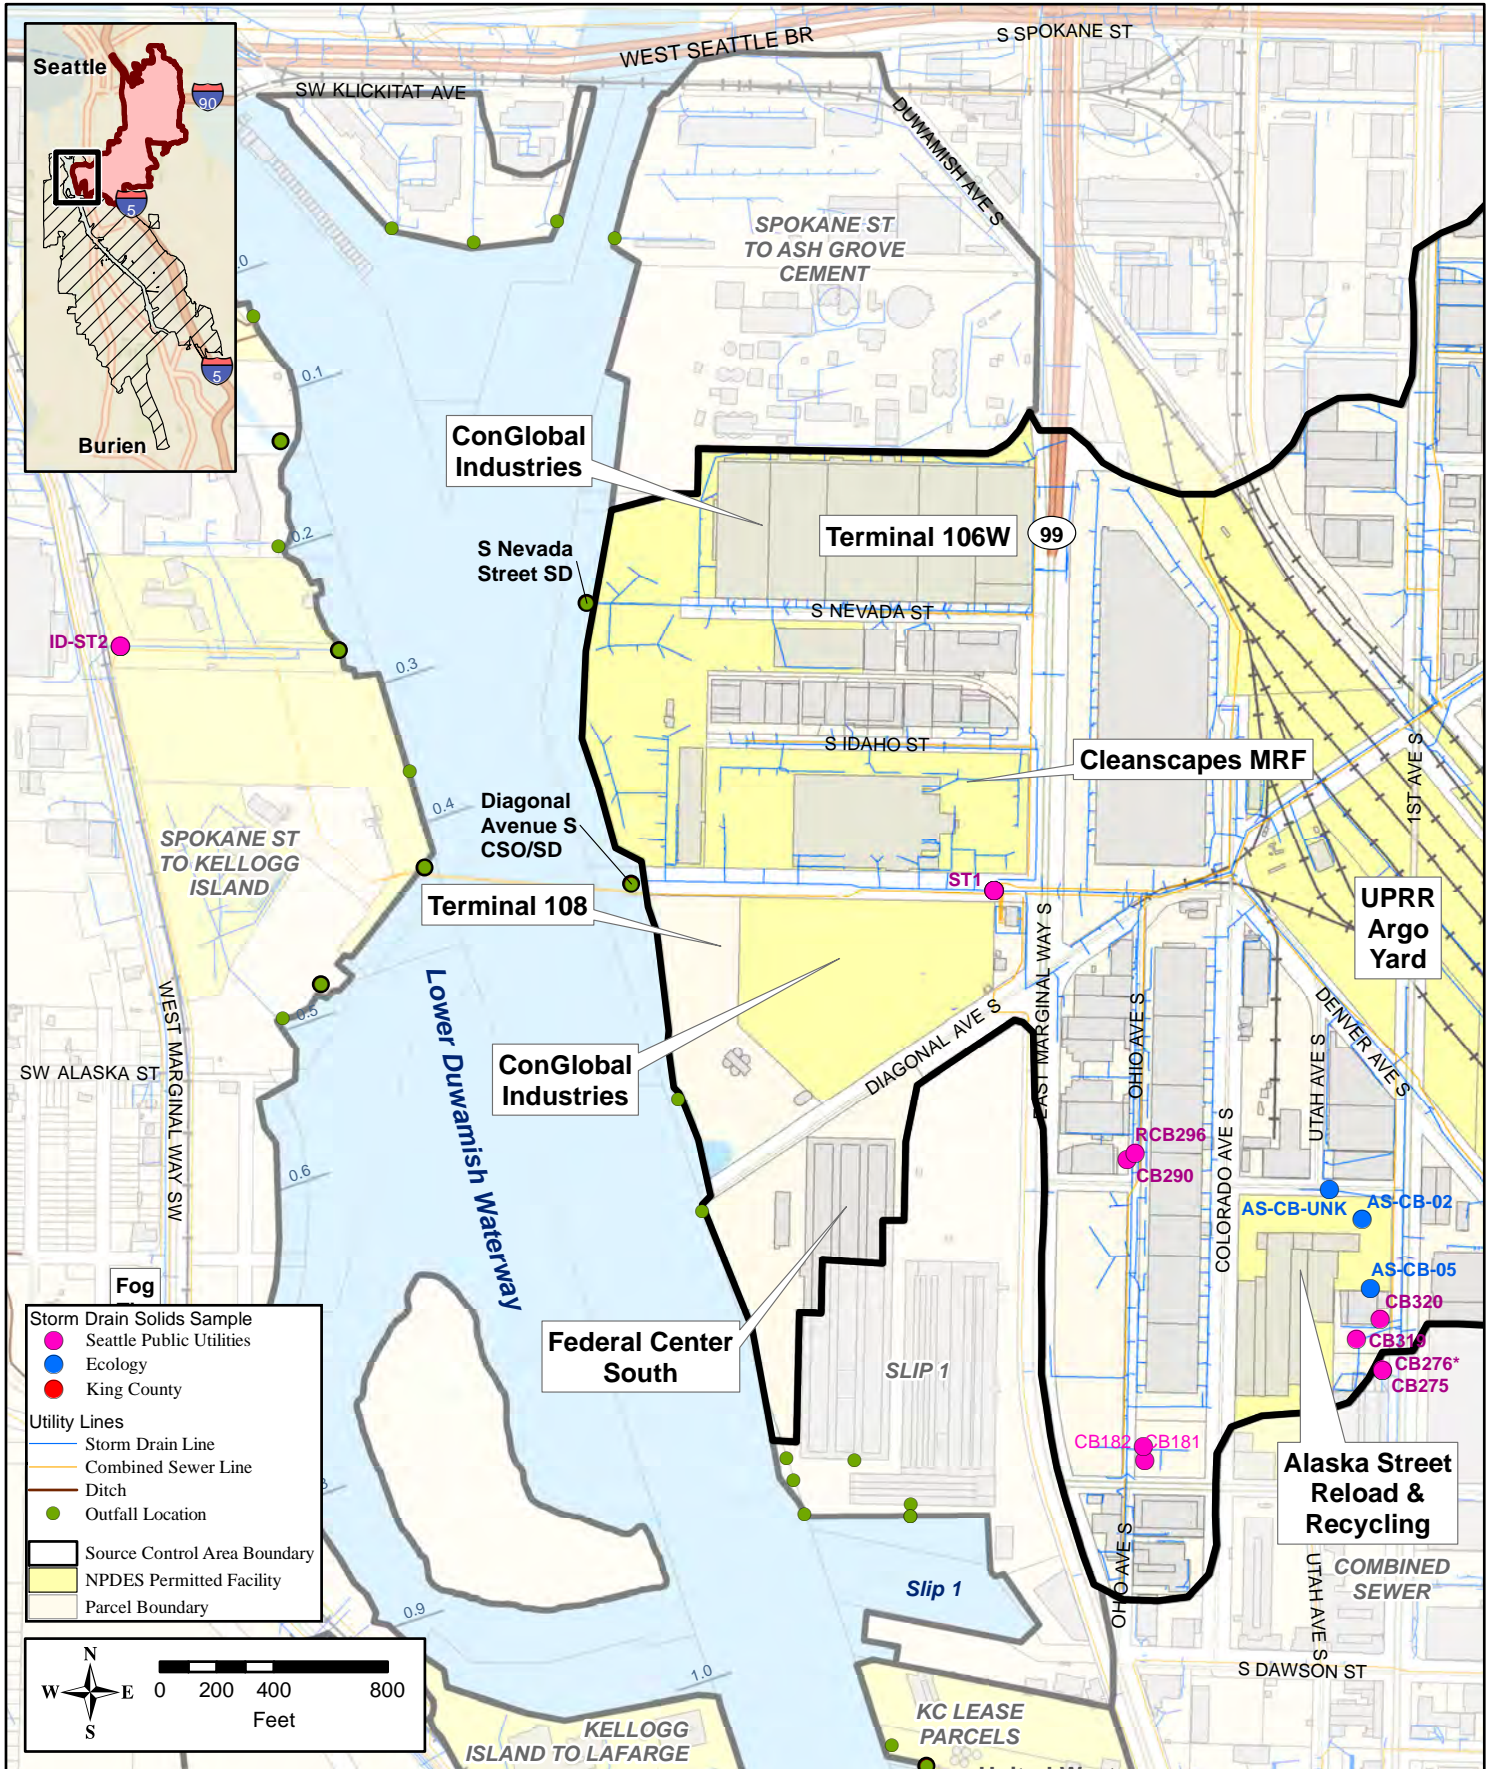 Seattle
90
5
5
Burien
WEST SEATTLE BR
S SPOKANE ST
SW KLICKITAT AVE
DUWAMISH AVE S
SPOKANE ST
TO ASH GROVE
CEMENT
.0
0.1
0.2
0.3
0.4
0.5
0.6
0.9
1.0
ConGlobal
Industries
Terminal 106W
99
S Nevada
Street SD
S NEVADA ST
ID-ST2
S IDAHO ST
Cleanscapes MRF
1ST AVE S
Diagonal
Avenue S
CSO/SD
SPOKANE ST
TO KELLOGG
ISLAND
ST1
Terminal 108
UPRR
Argo
Yard
EAST MARGINAL WAY S
WEST MARGINAL WAY SW
Lower Duwamish Waterway
DENVER AVE S
OHIO AVE S
DIAGONAL AVE S
UTAH AVE S
SW ALASKA ST
ConGlobal
Industries
COLORADO AVE S
RCB296
CB290
AS-CB-UNK
AS-CB-02
AS-CB-05
CB320
CB319
CB276*
CB275
Fog
Federal Center
South
SLIP 1
CB182
CB181
Alaska Street
Reload &
Recycling
OHIO AVE S
UTAH AVE S
COMBINED
SEWER
Slip 1
S DAWSON ST
KC LEASE
PARCELS
KELLOGG
ISLAND TO LAFARGE
Storm Drain Solids Sample
Seattle Public Utilities
Ecology
King County
Utility Lines
Storm Drain Line
Combined Sewer Line
Ditch
Outfall Location
Source Control Area Boundary
NPDES Permitted Facility
Parcel Boundary
N
W E
S
0 200 400 800
Feet